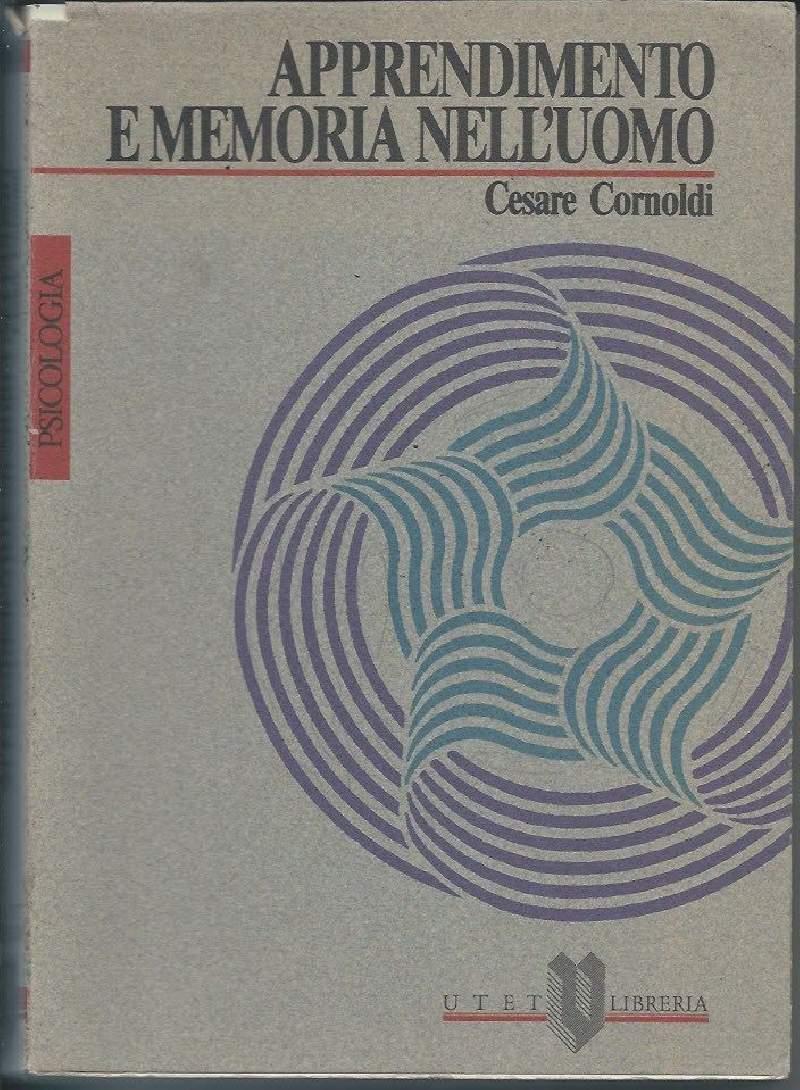 APPRENDIMENTO
E MEMORIA NELL'UOMO
Cesare Cornoldi
PSICOLOGIA
UTET LIBRERIA